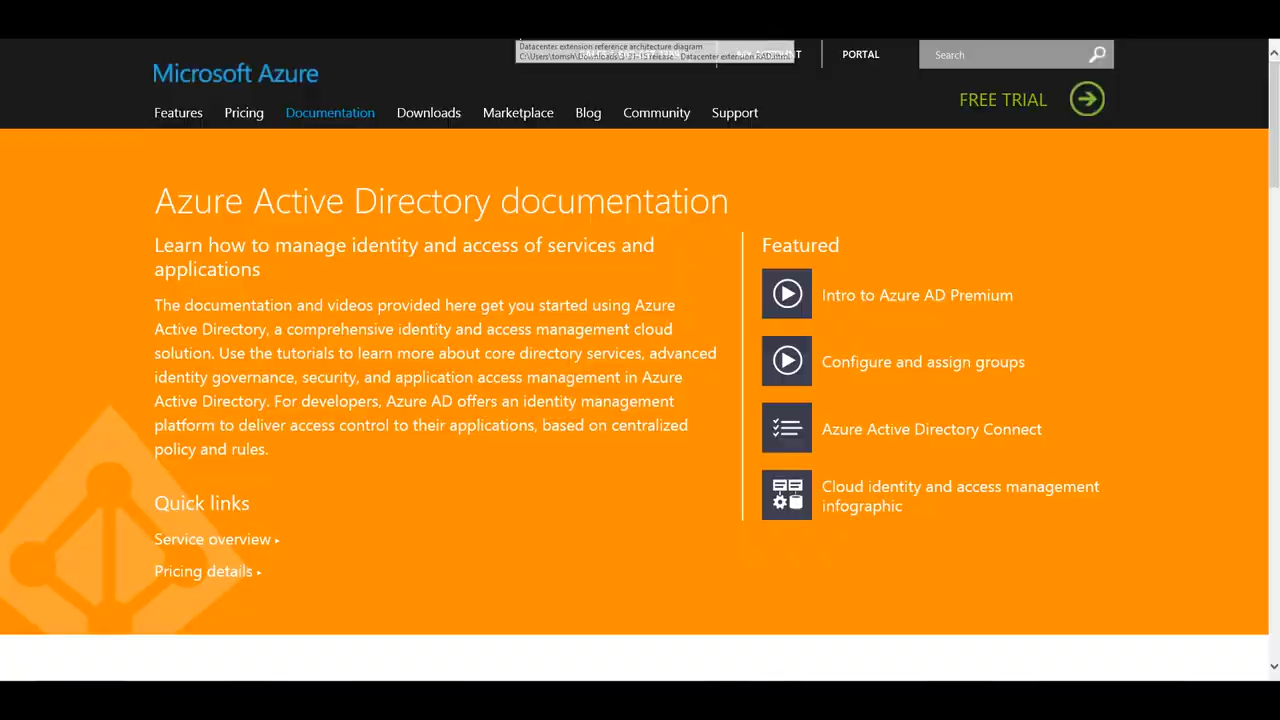 Datacenter extension reference architecture diagram
PORTAL
Search
Microsoft Azure
FREE TRIAL
Features Pricing Documentation Downloads Marketplace Blog Community Support
Azure Active Directory documentation
Learn how to manage identity and access of services and
applications
The documentation and videos provided here get you started using Azure
Active Directory, a comprehensive identity and access management cloud
solution. Use the tutorials to learn more about core directory services, advanced
identity governance, security, and application access management in Azure
Active Directory. For developers, Azure AD offers an identity management
platform to deliver access control to their applications, based on centralized
policy and rules.
Quick links
Service overview
Pricing details
Featured
Intro to Azure AD Premium
Configure and assign groups
Azure Active Directory Connect
Cloud identity and access management
infographic